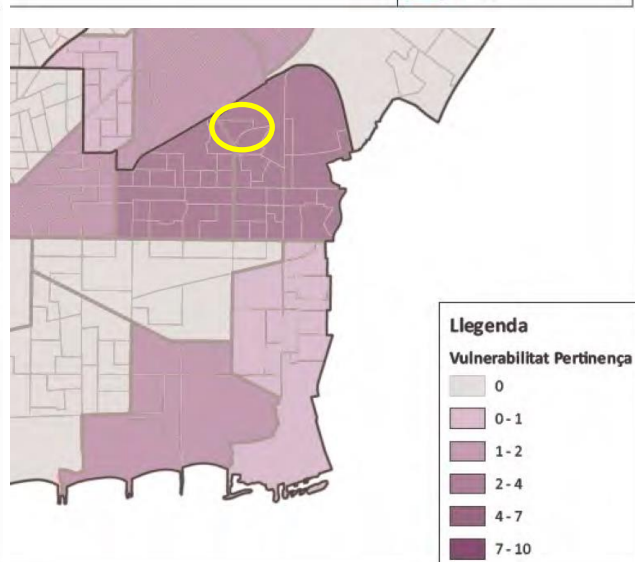 Llegenda
Vulnerabilitat Pertinença
0
0 - 1
1 - 2
2 - 4
4 - 7
7 - 10